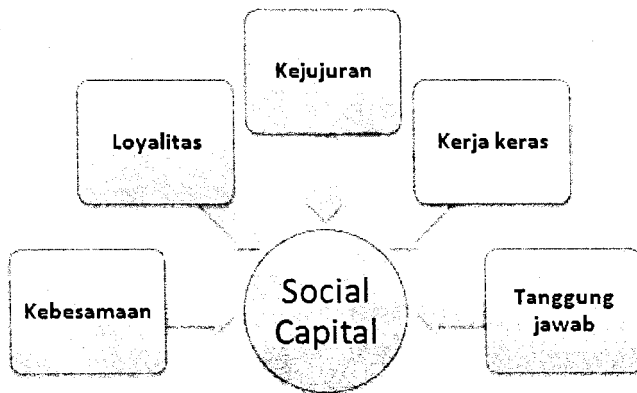 Kejujuran
Loyalitas
Kerja keras
Kebesamaan
Social
Capital
Tanggung
jawab